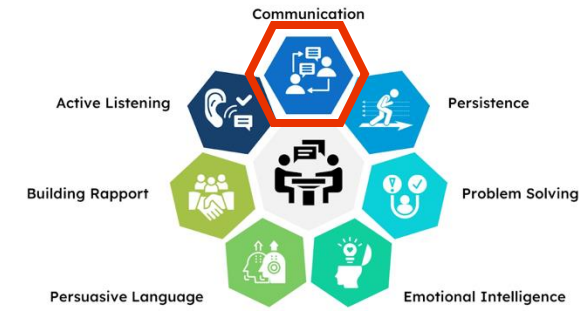 Communication
Active Listening
Persistence
Building Rapport
Problem Solving
Persuasive Language
Emotional Intelligence